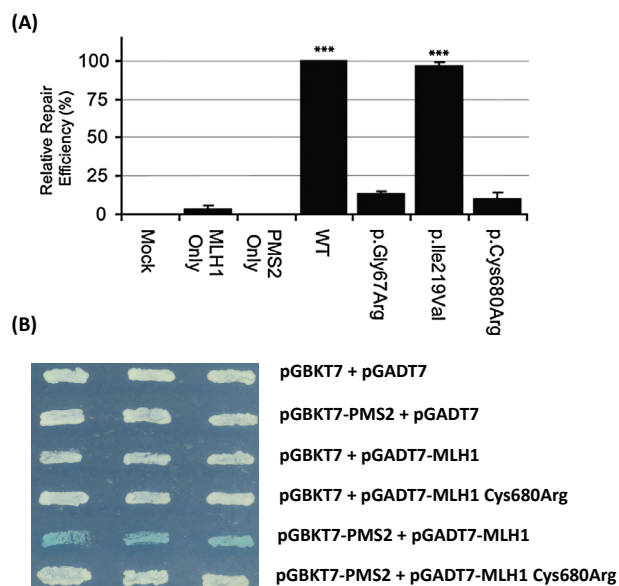 (A)
Relative Repair
Efficiency (%)
100
75
50
25
0
***
***
Mock
MLH1
Only
PMS2
Only
WT
p.Gly67Arg
p.Ile219Val
p.Cys680Arg
(B)
pGBKT7 + pGADT7
pGBKT7-PMS2 + pGADT7
pGBKT7 + pGADT7-MLH1
pGBKT7 + pGADT7-MLH1 Cys680Arg
pGBKT7-PMS2 + pGADT7-MLH1
pGBKT7-PMS2 + pGADT7-MLH1 Cys680Arg